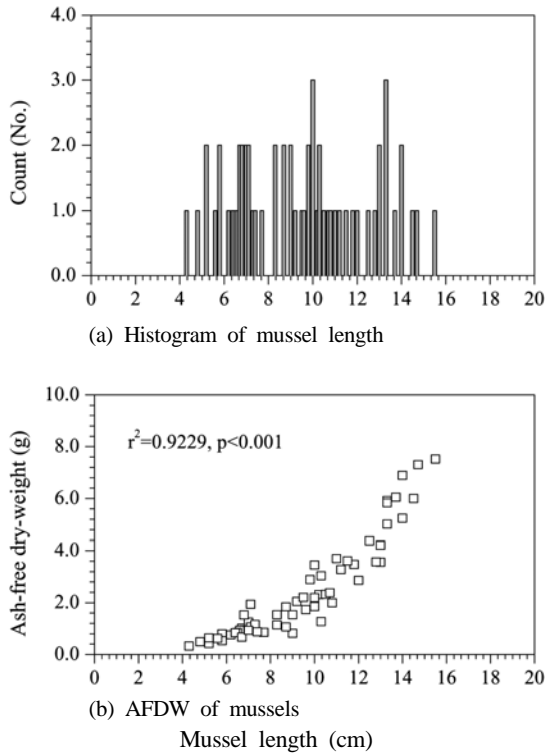 4.0
3.0
2.0
1.0
0.0
Count (No.)
0 2 4 6 8 10 12 14 16 18 20
(a) Histogram of mussel length
10.0
8.0
6.0
4.0
2.0
0.0
Ash-free dry-weight (g)
r²=0.9229, p<0.001
0 2 4 6 8 10 12 14 16 18 20
(b) AFDW of mussels
Mussel length (cm)